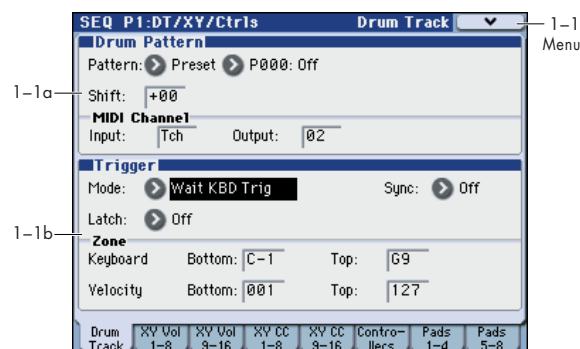 SEQ P1:DT/XY/Ctrls Drum Track
1–1
Menu
Drum Pattern
Pattern: Preset P000: Off
1–1a
Shift: +00
MIDI Channel
Input: Tch Output: 02
Trigger
Mode: Wait KBD Trig Sync: Off
Latch: Off
1–1b
Zone
Keyboard Bottom: C-1 Top: G9
Velocity Bottom: 001 Top: 127
Drum Track XY Vol 1-8 XY Vol 9-16 XY CC 1-8 XY CC 9-16 Contro-llers Pads 1-4 Pads 5-8